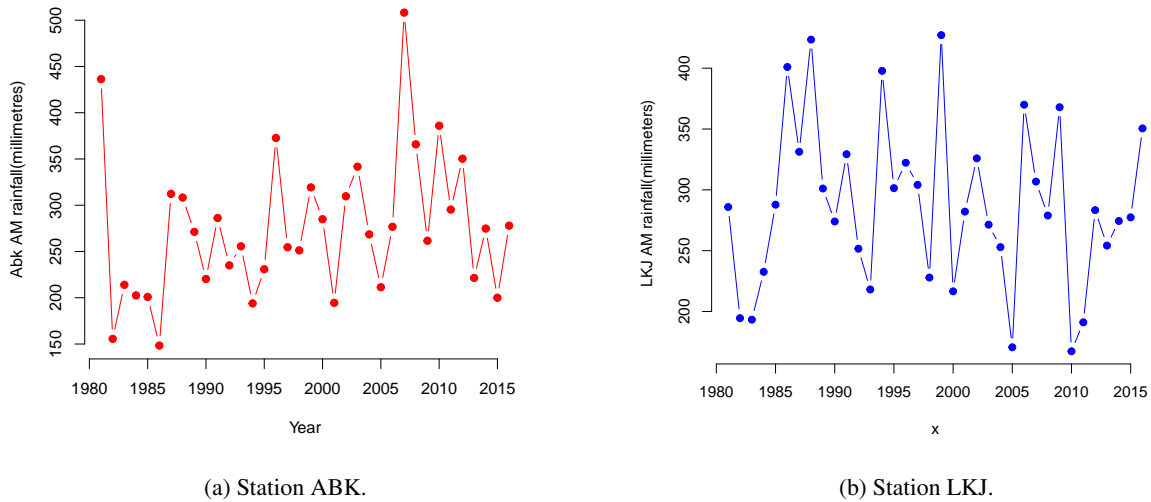 Abk AM rainfall(millimetres)
500
450
400
350
300
250
200
150
1980 1985 1990 1995 2000 2005 2010 2015
Year
(a) Station ABK.
LKJ AM rainfall(millimeters)
400
350
300
250
200
1980 1985 1990 1995 2000 2005 2010 2015
x
(b) Station LKJ.